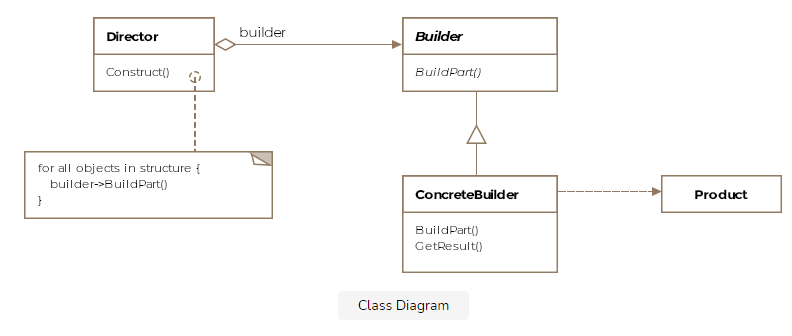 Director
Construct()
builder
Builder
BuildPart()
for all objects in structure {
builder->BuildPart()
}
ConcreteBuilder
BuildPart()
GetResult()
Product
Class Diagram